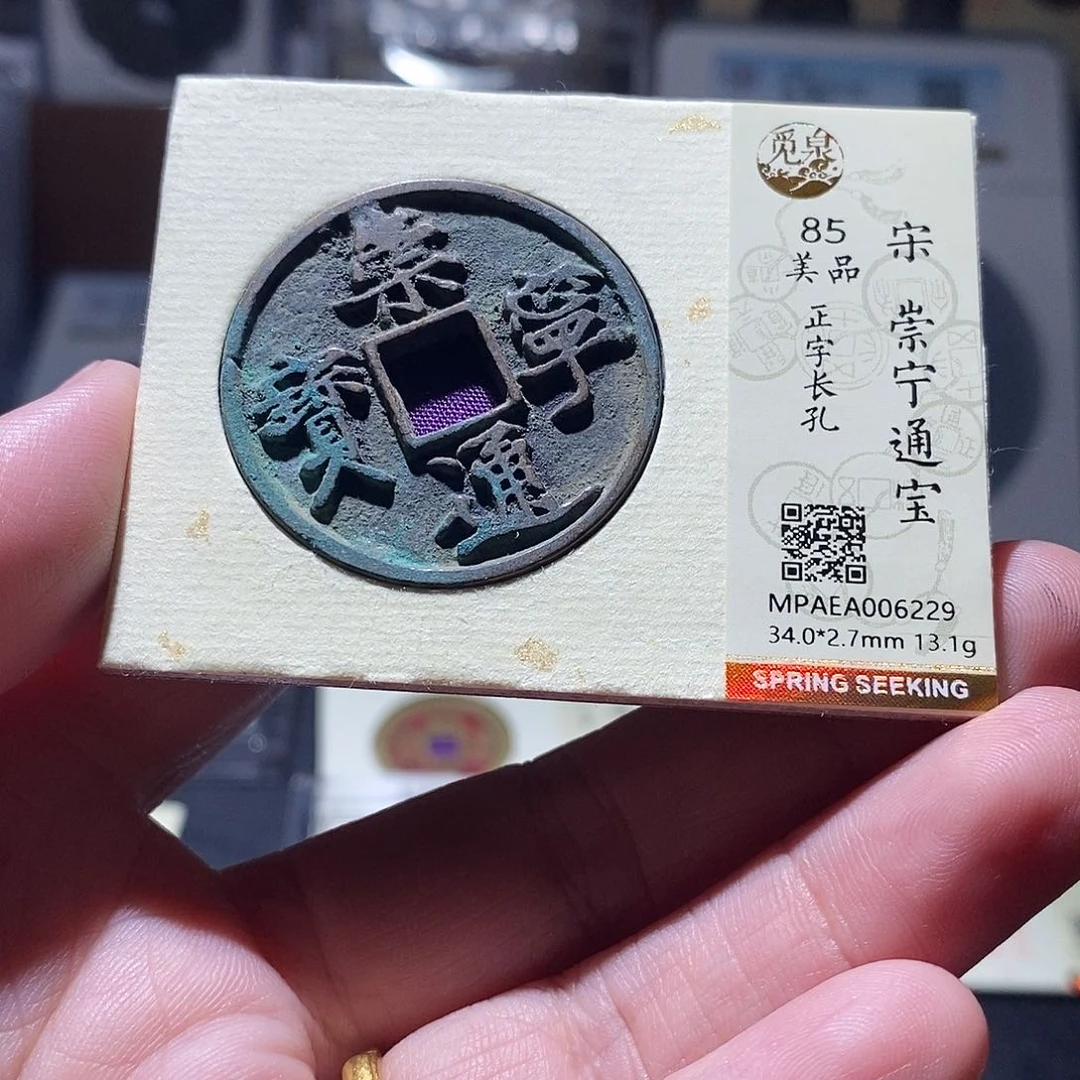 崇寧通寳
觅泉
85
美品
正字长孔
宋 崇宁通宝
MPAEA006229
34.0*2.7mm 13.1g
SPRING SEEKING